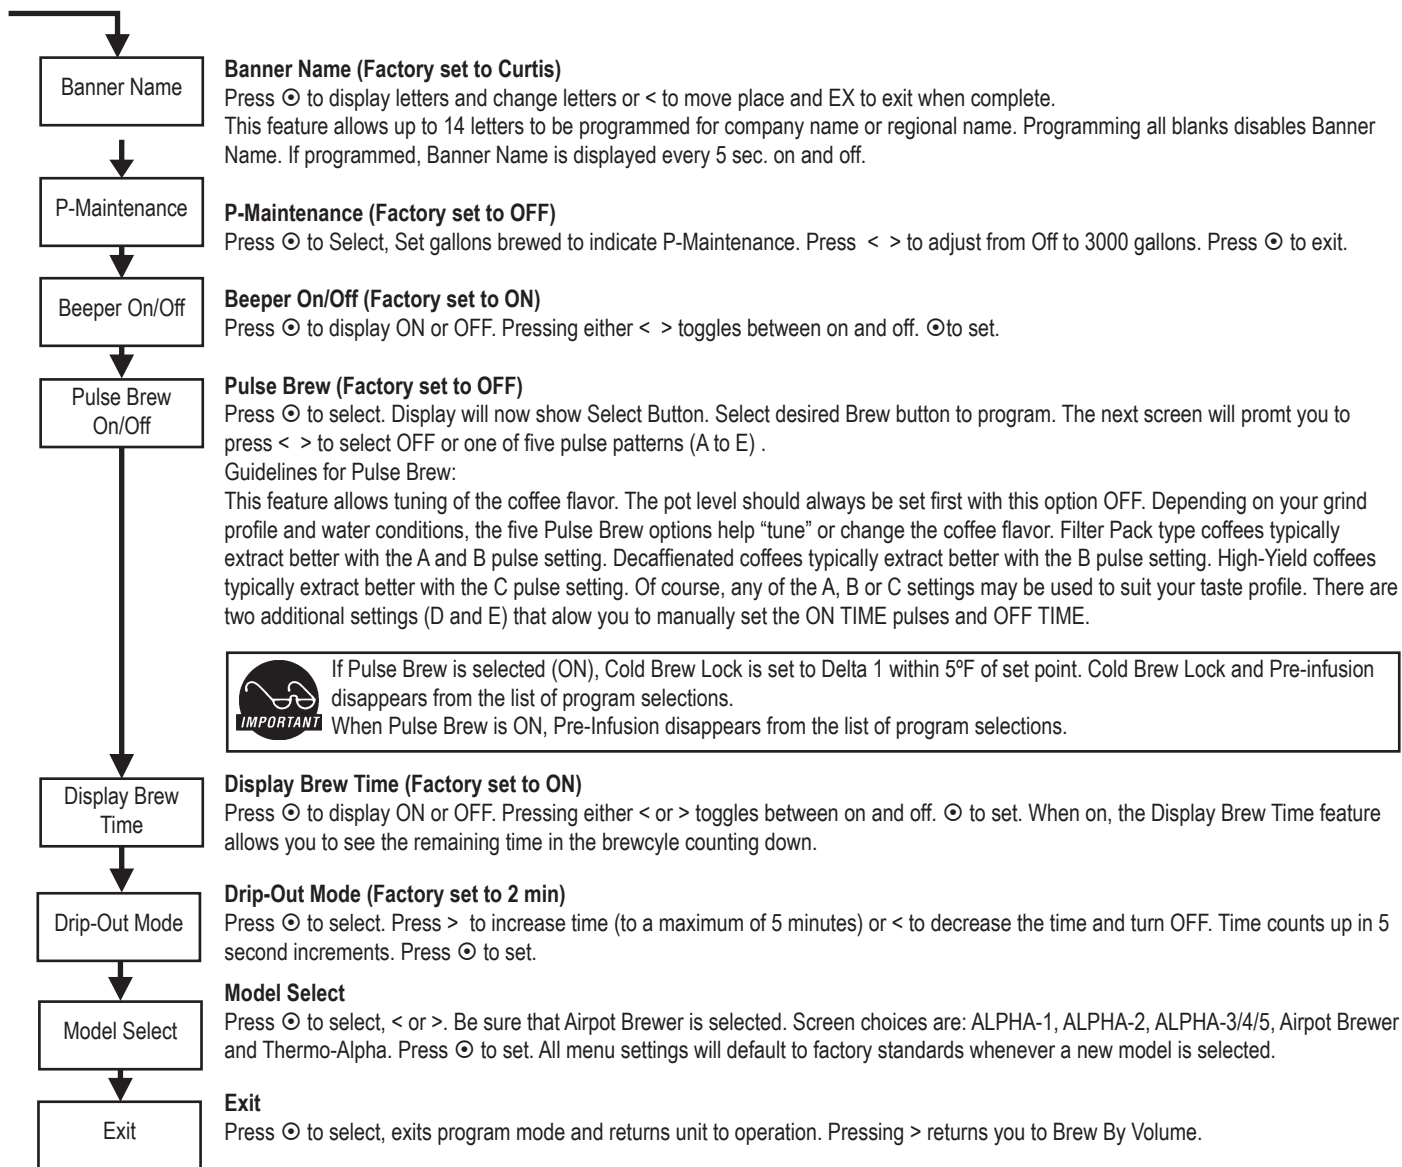 Banner Name
Banner Name (Factory set to Curtis)
Press ⊙ to display letters and change letters or < to move place and EX to exit when complete.
This feature allows up to 14 letters to be programmed for company name or regional name. Programming all blanks disables Banner
Name. If programmed, Banner Name is displayed every 5 sec. on and off.
P-Maintenance
P-Maintenance (Factory set to OFF)
Press ⊙ to Select, Set gallons brewed to indicate P-Maintenance. Press < > to adjust from Off to 3000 gallons. Press ⊙ to exit.
Beeper On/Off
Beeper On/Off (Factory set to ON)
Press ⊙ to display ON or OFF. Pressing either < > toggles between on and off. ⊙to set.
Pulse Brew
On/Off
Pulse Brew (Factory set to OFF)
Press ⊙ to select. Display will now show Select Button. Select desired Brew button to program. The next screen will promt you to
press < > to select OFF or one of five pulse patterns (A to E) .
Guidelines for Pulse Brew:
This feature allows tuning of the coffee flavor. The pot level should always be set first with this option OFF. Depending on your grind
profile and water conditions, the five Pulse Brew options help “tune” or change the coffee flavor. Filter Pack type coffees typically
extract better with the A and B pulse setting. Decaffienated coffees typically extract better with the B pulse setting. High-Yield coffees
typically extract better with the C pulse setting. Of course, any of the A, B or C settings may be used to suit your taste profile. There are
two additional settings (D and E) that alow you to manually set the ON TIME pulses and OFF TIME.
IMPORTANT
If Pulse Brew is selected (ON), Cold Brew Lock is set to Delta 1 within 5ºF of set point. Cold Brew Lock and Pre-infusion
disappears from the list of program selections.
When Pulse Brew is ON, Pre-Infusion disappears from the list of program selections.
Display Brew
Time
Display Brew Time (Factory set to ON)
Press ⊙ to display ON or OFF. Pressing either < or > toggles between on and off. ⊙ to set. When on, the Display Brew Time feature
allows you to see the remaining time in the brewcyle counting down.
Drip-Out Mode
Drip-Out Mode (Factory set to 2 min)
Press ⊙ to select. Press > to increase time (to a maximum of 5 minutes) or < to decrease the time and turn OFF. Time counts up in 5
second increments. Press ⊙ to set.
Model Select
Model Select
Press ⊙ to select, < or >. Be sure that Airpot Brewer is selected. Screen choices are: ALPHA-1, ALPHA-2, ALPHA-3/4/5, Airpot Brewer
and Thermo-Alpha. Press ⊙ to set. All menu settings will default to factory standards whenever a new model is selected.
Exit
Exit
Press ⊙ to select, exits program mode and returns unit to operation. Pressing > returns you to Brew By Volume.